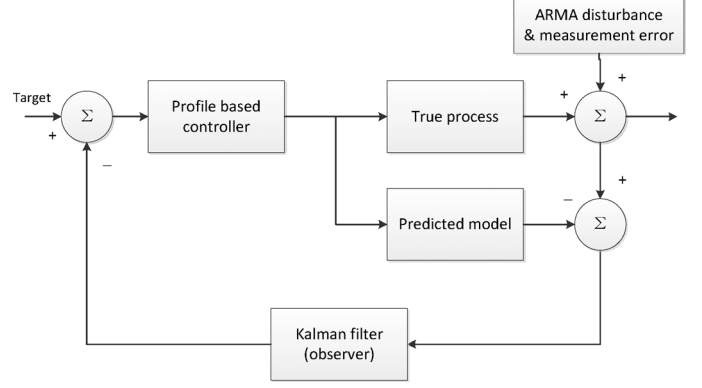 ARMA disturbance
& measurement error
Target
+
Σ
−
Profile based
controller
True process
+
+
Σ
Predicted model
−
+
Σ
Kalman filter
(observer)